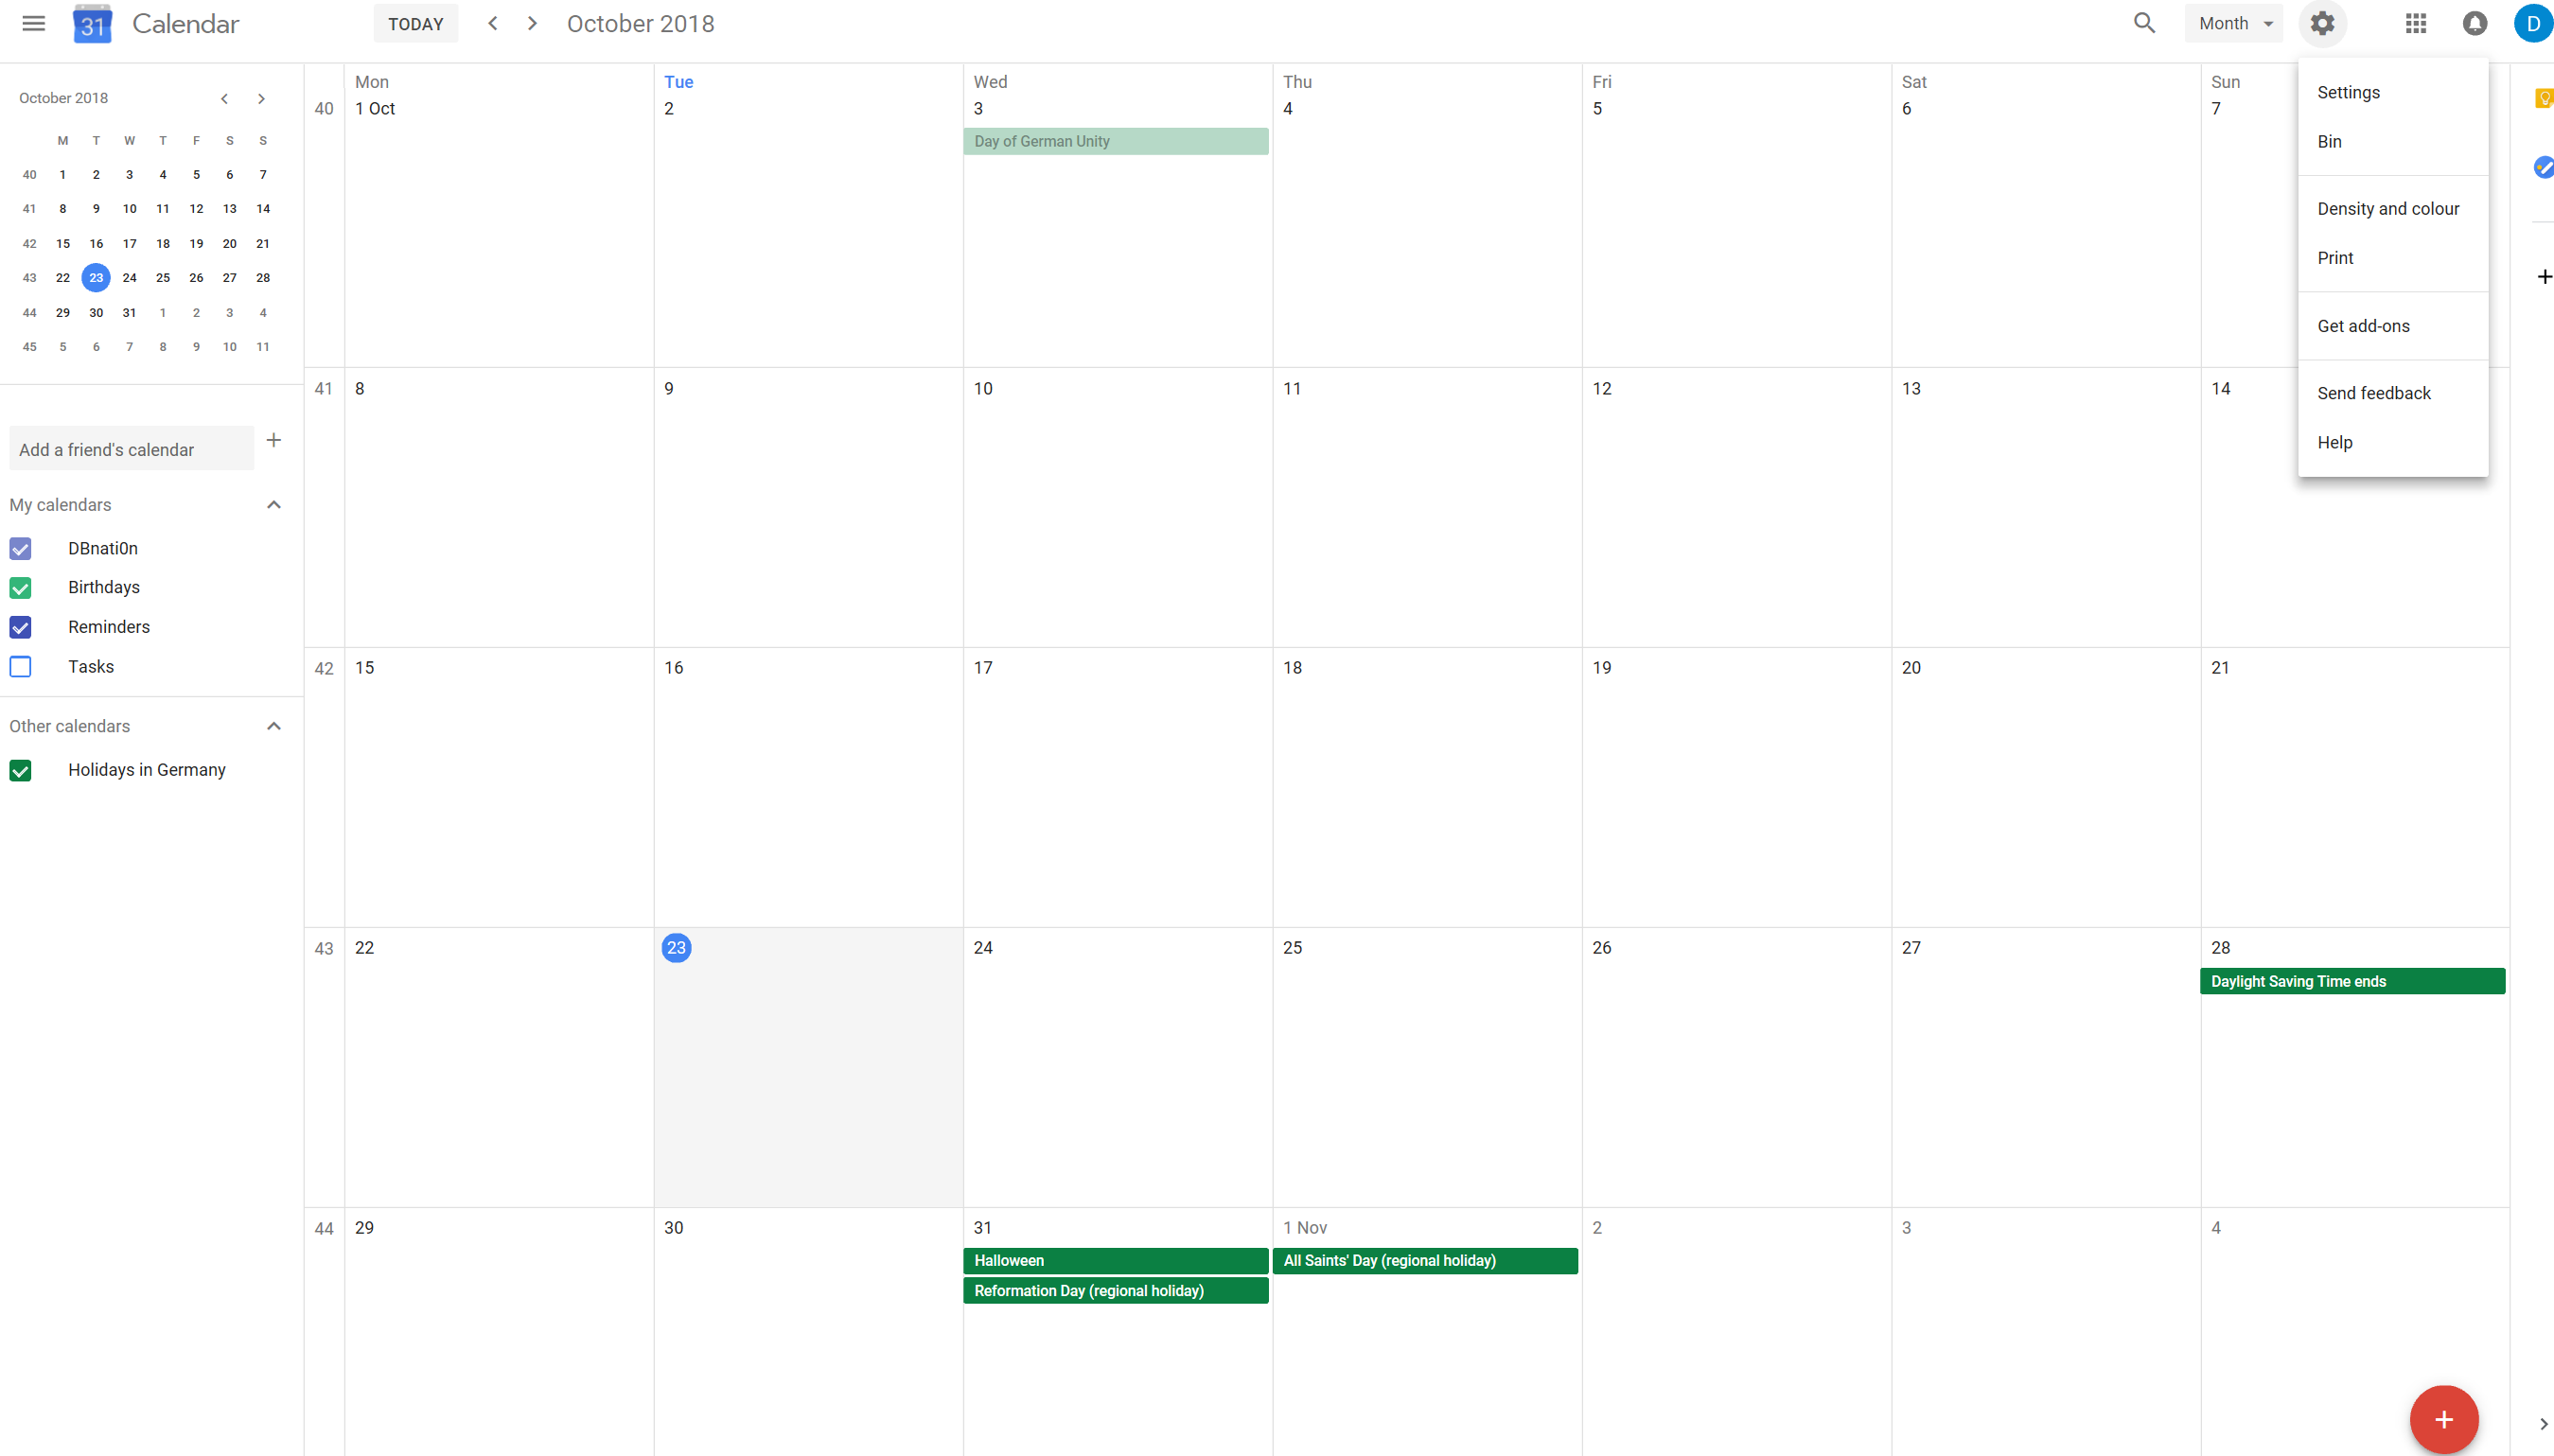 31 Calendar TODAY October 2018 Month D
October 2018
M T W T F S S
40 1 2 3 4 5 6 7
41 8 9 10 11 12 13 14
42 15 16 17 18 19 20 21
43 22 23 24 25 26 27 28
44 29 30 31 1 2 3 4
45 5 6 7 8 9 10 11
Add a friend's calendar +
My calendars
DBnati0n
Birthdays
Reminders
Tasks
Other calendars
Holidays in Germany
Mon Tue Wed Thu Fri Sat Sun
40 1 Oct 2 3 4 5 6 7
Day of German Unity
41 8 9 10 11 12 13 14
42 15 16 17 18 19 20 21
43 22 23 24 25 26 27 28
Daylight Saving Time ends
44 29 30 31 1 Nov 2 3 4
Halloween All Saints' Day (regional holiday)
Reformation Day (regional holiday)
Settings
Bin
Density and colour
Print
Get add-ons
Send feedback
Help